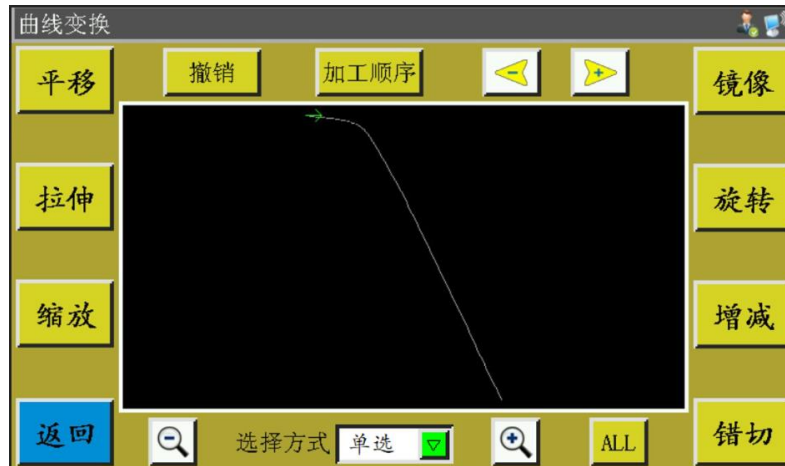 曲线变换
平移
撤销
加工顺序
-
+
镜像
拉伸
旋转
缩放
增减
返回
选择方式 单选
ALL
错切